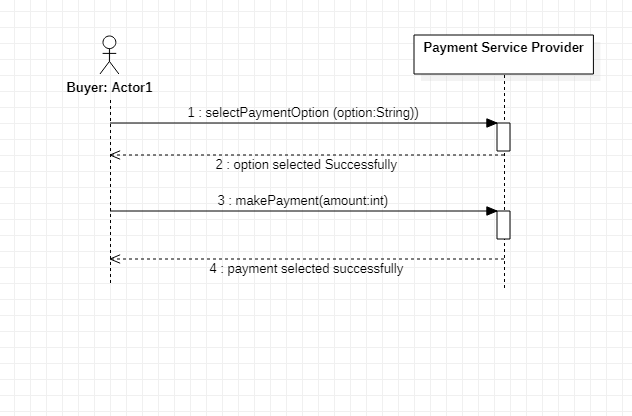 Payment Service Provider
Buyer: Actor1
1 : selectPaymentOption (option:String))
2 : option selected Successfully
3 : makePayment(amount:int)
4 : payment selected successfully